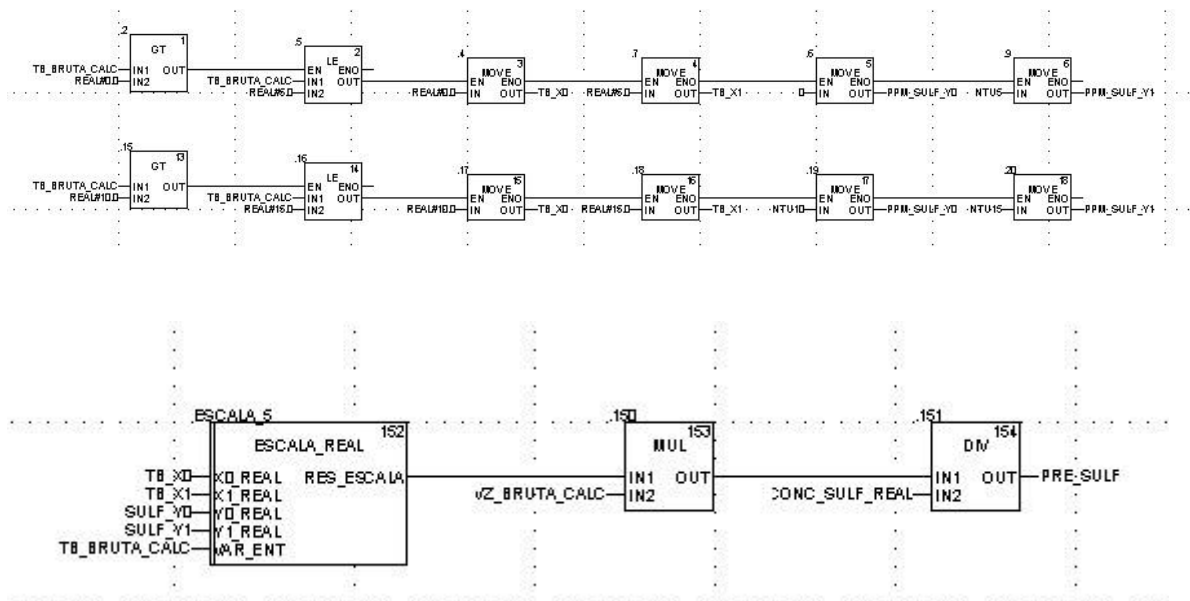 .2 1 .5 2 .4 3 .7 4 .6 5 .9 6
GT LE MOVE MOVE MOVE MOVE
EN ENO EN ENO EN ENO EN ENO EN ENO
TB_BRUTA_CALC IN1 OUT TB_BRUTA_CALC IN1 OUT IN OUT TB_X0 IN OUT TB_X1 IN OUT PPM_SULF_Y0 NTU5 IN OUT PPM_SULF_Y1
REAL#0.0 IN2 REAL#5.0 IN2 REAL#0.0 REAL#5.0 0
.15 13 .16 14 .17 15 .18 16 .19 17 .20 18
GT LE MOVE MOVE MOVE MOVE
EN ENO EN ENO EN ENO EN ENO EN ENO
TB_BRUTA_CALC IN1 OUT TB_BRUTA_CALC IN1 OUT
REAL#10.0 IN2 REAL#15.0 IN2 REAL#10.0 IN OUT TB_X0 REAL#15.0 IN OUT TB_X1 NTU10 IN OUT PPM_SULF_Y0 NTU15 IN OUT PPM_SULF_Y1
ESCALA_5 .150 .151
152 153 154
ESCALA_REAL MUL DIV
TB_X0 X0_REAL RES_ESCALA IN1 OUT IN1 OUT PRE-SULF
TB_X1 X1_REAL VZ_BRUTA_CALC IN2 CONC_SULF_REAL IN2
SULF_Y0 Y0_REAL
SULF_Y1 Y1_REAL
TB_BRUTA_CALC VAR_ENT